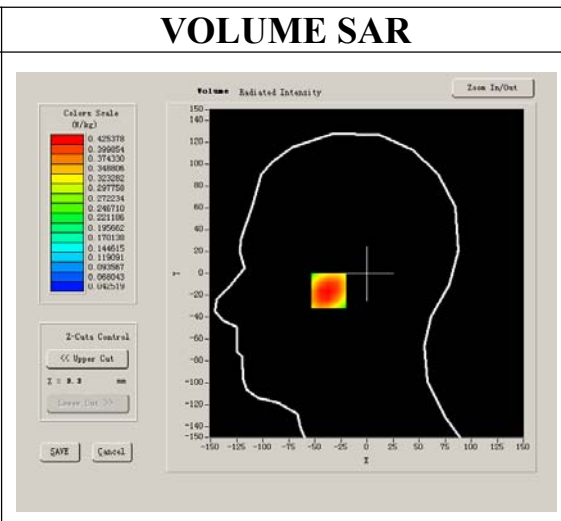 VOLUME SAR
Volume Radiated Intensity
Zoom In/Out
Colors Scale
(W/kg)
0.425378
0.399854
0.374330
0.348806
0.323282
0.297758
0.272234
0.246710
0.221186
0.195662
0.170138
0.144615
0.119091
0.093567
0.068043
0.042519
150
140
120
100
80
60
40
20
0
-20
-40
-60
-80
-100
-120
-140
-150
Y
-150 -125 -100 -75 -50 -25 0 25 50 75 100 125 150
X
Z-Cuts Control
<< Upper Cut
mm
Lower Cut >>
SAVE
Cancel